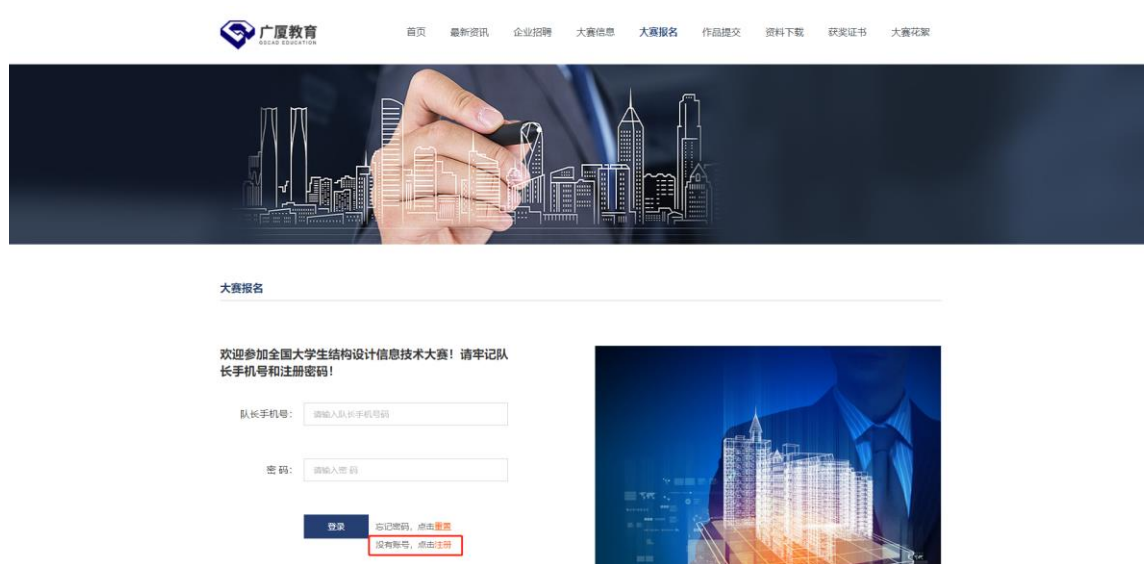 广厦教育
GSCAD EDUCATION
首页 最新资讯 企业招聘 大赛信息 大赛报名 作品提交 资料下载 获奖证书 大赛花絮
大赛报名
欢迎参加全国大学生结构设计信息技术大赛！请牢记队
长手机号和注册密码！
队长手机号： 请输入队长手机号码
密 码： 请输入密 码
登录 忘记密码，点击重置
没有账号，点击注册